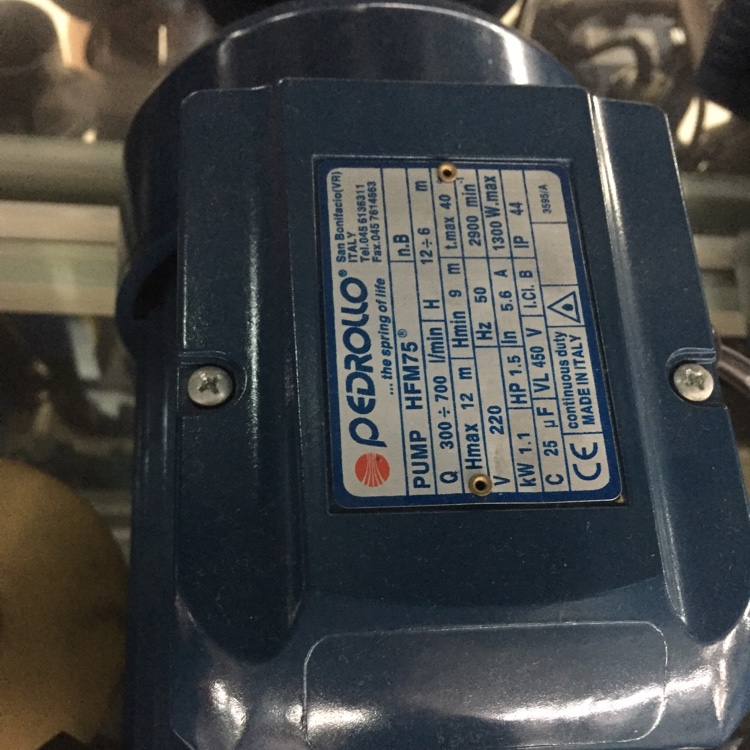 PEDROLLO®
.... the spring of life
San Bonifacio(VR)
ITALY
Tel.045 6136311
Fax.045 7614663
PUMP HFM75® n.B
Q 300÷700 l/min H 12÷6 m
Hmax 12 m Hmin 9 m t.max 40
V 220 Hz 50 2900 min-1
kW 1.1 HP 1.5 In 5.6 A 1300 W.max
C 25 µF VL 450 V I.Cl. B IP 44
CE continuous duty 3595/A
MADE IN ITALY